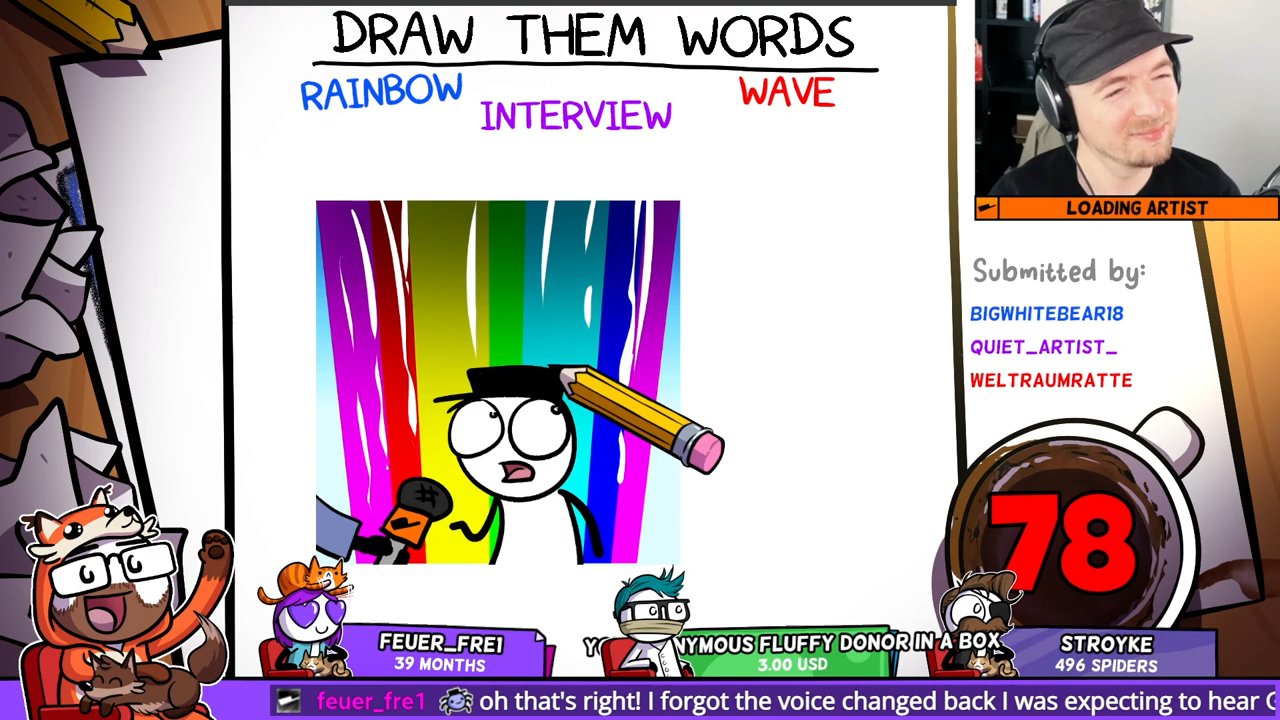 DRAW THEM WORDS
RAINBOW
INTERVIEW
WAVE
LOADING ARTIST
Submitted by:
BIGWHITEBEAR18
QUIET_ARTIST_
WELTRAUMRATTE
78
FEUER_FRE1
39 MONTHS
NYMOUS FLUFFY DONOR IN A BOX
3.00 USD
STROYKE
496 SPIDERS
feuer_fre1 oh that's right! I forgot the voice changed back I was expecting to hear